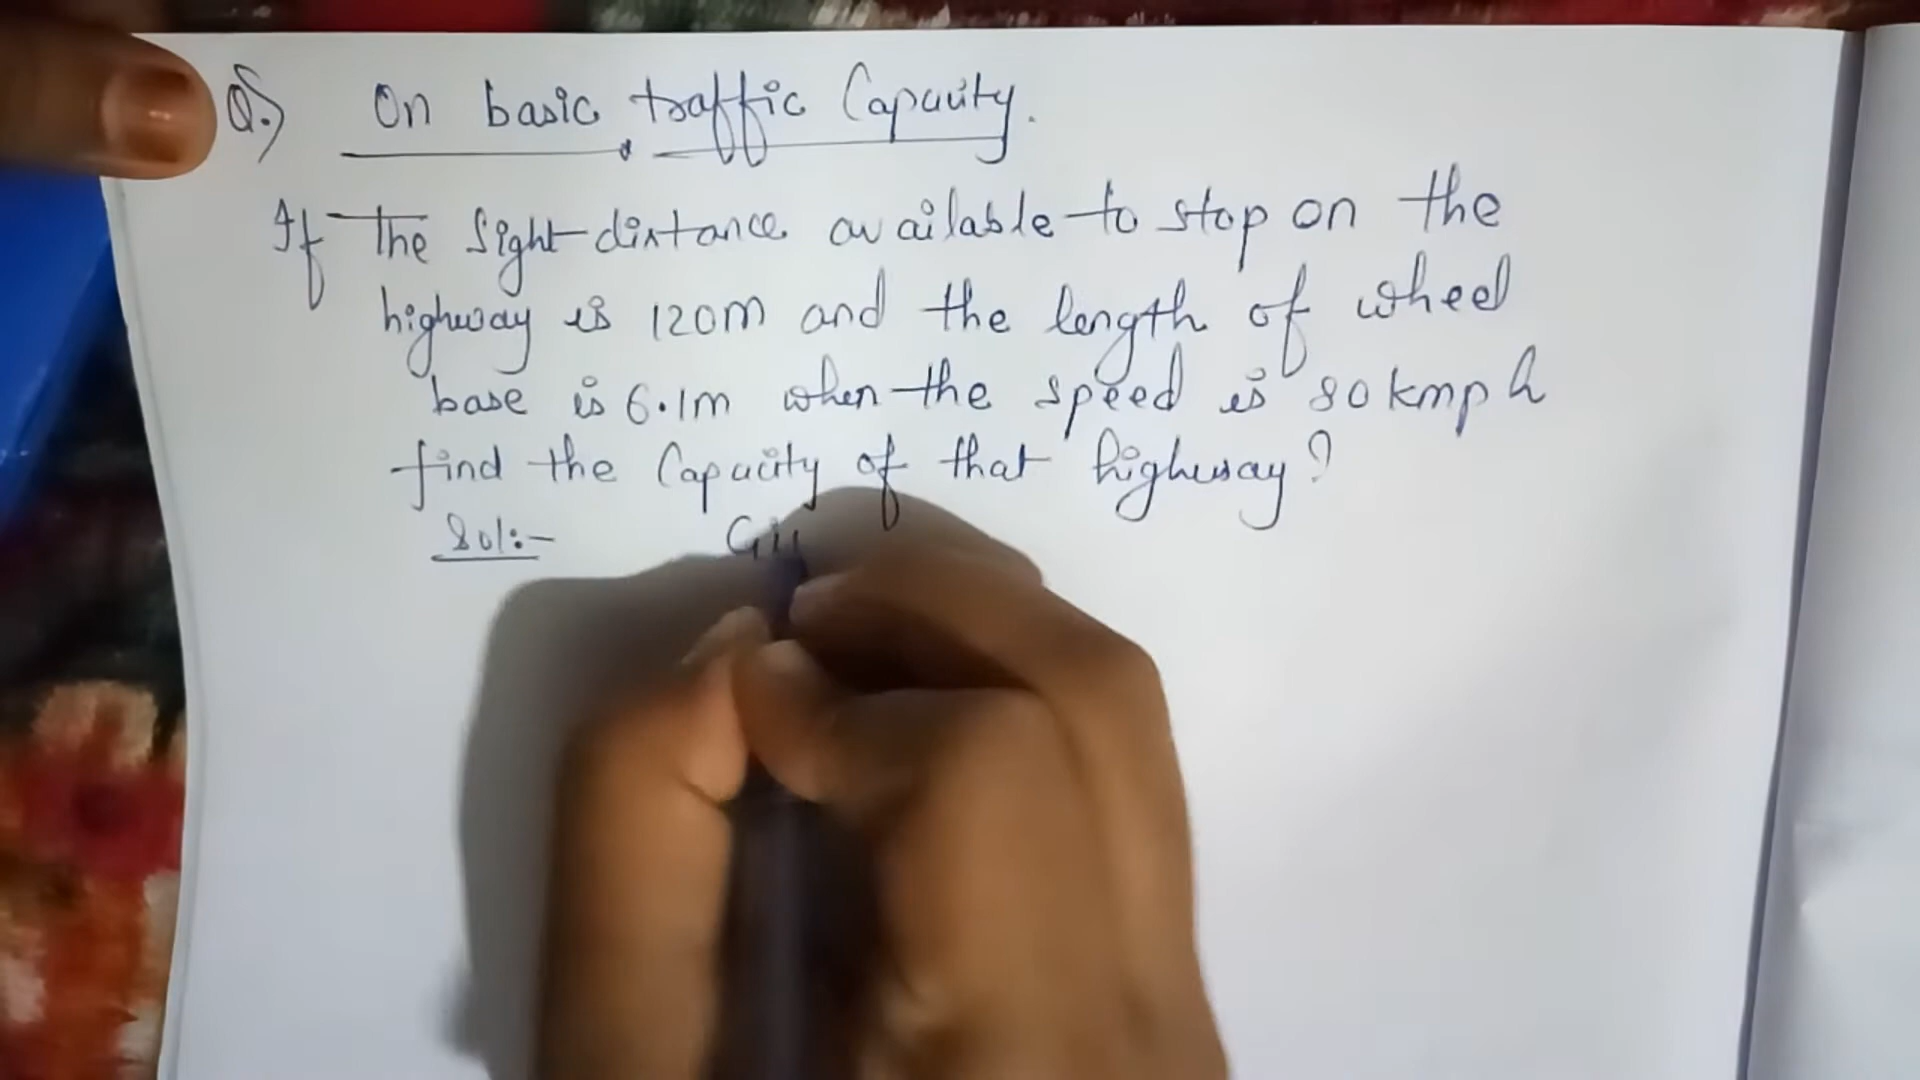 Q.) On basic traffic Capacity.
If the sight distance available to stop on the
highway is 120m and the length of wheel
base is 6.1m when the speed is 80 kmph
find the Capacity of that highway?
Sol:-